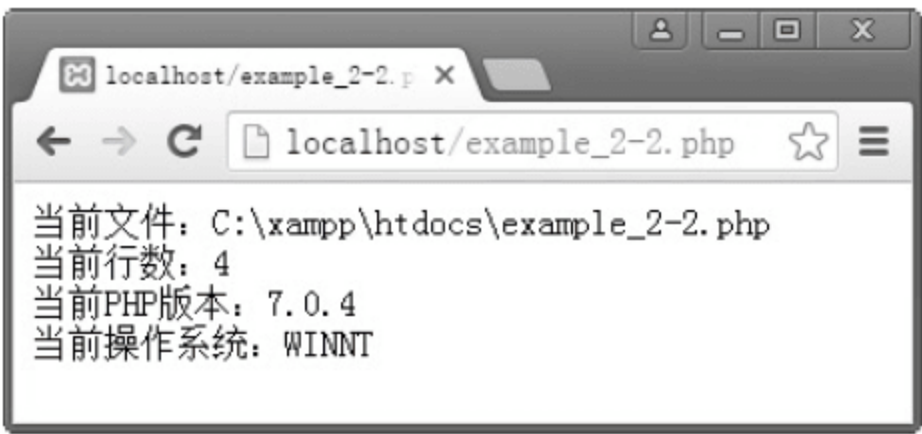 localhost/example_2-2.p
localhost/example_2-2.php
当前文件：C:\xampp\htdocs\example_2-2.php
当前行数：4
当前PHP版本：7.0.4
当前操作系统：WINNT